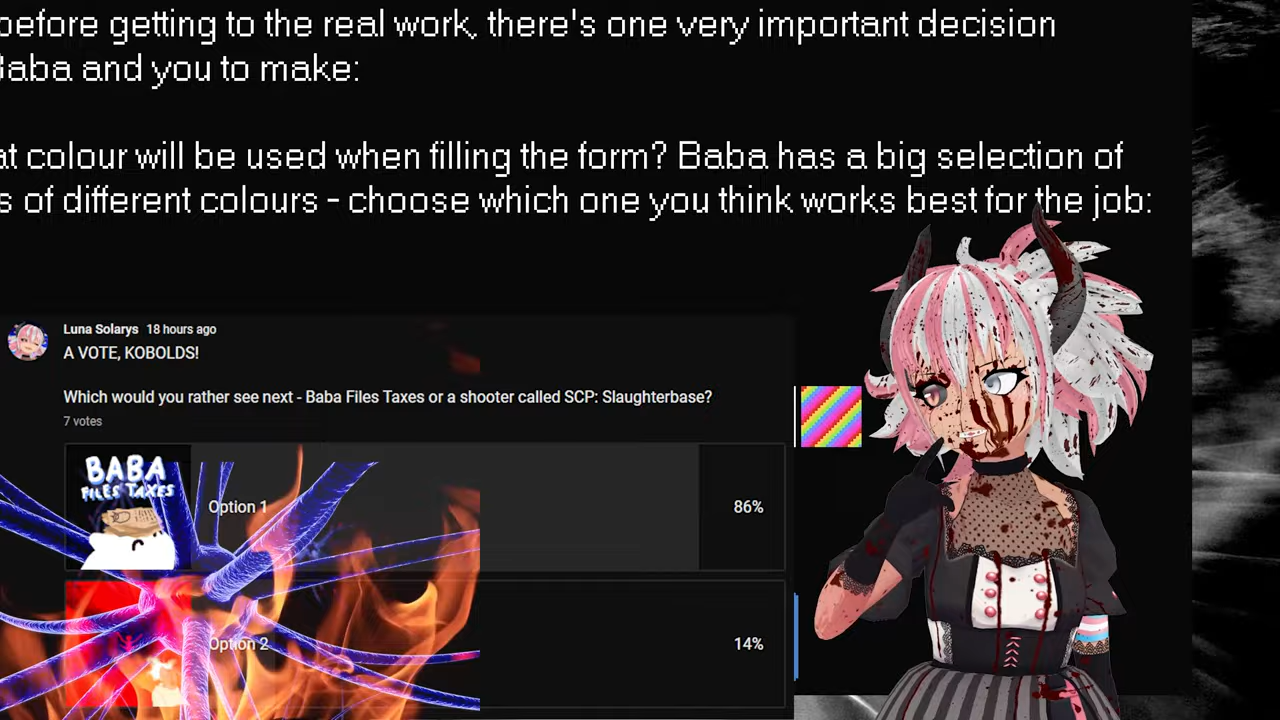 before getting to the real work, there's one very important decision
Baba and you to make:
at colour will be used when filling the form? Baba has a big selection of
s of different colours - choose which one you think works best for the job:
Luna Solarys 18 hours ago
A VOTE, KOBOLDS!
Which would you rather see next - Baba Files Taxes or a shooter called SCP: Slaughterbase?
7 votes
BABA
FILES TAXES
Option 1
86%
Option 2
14%